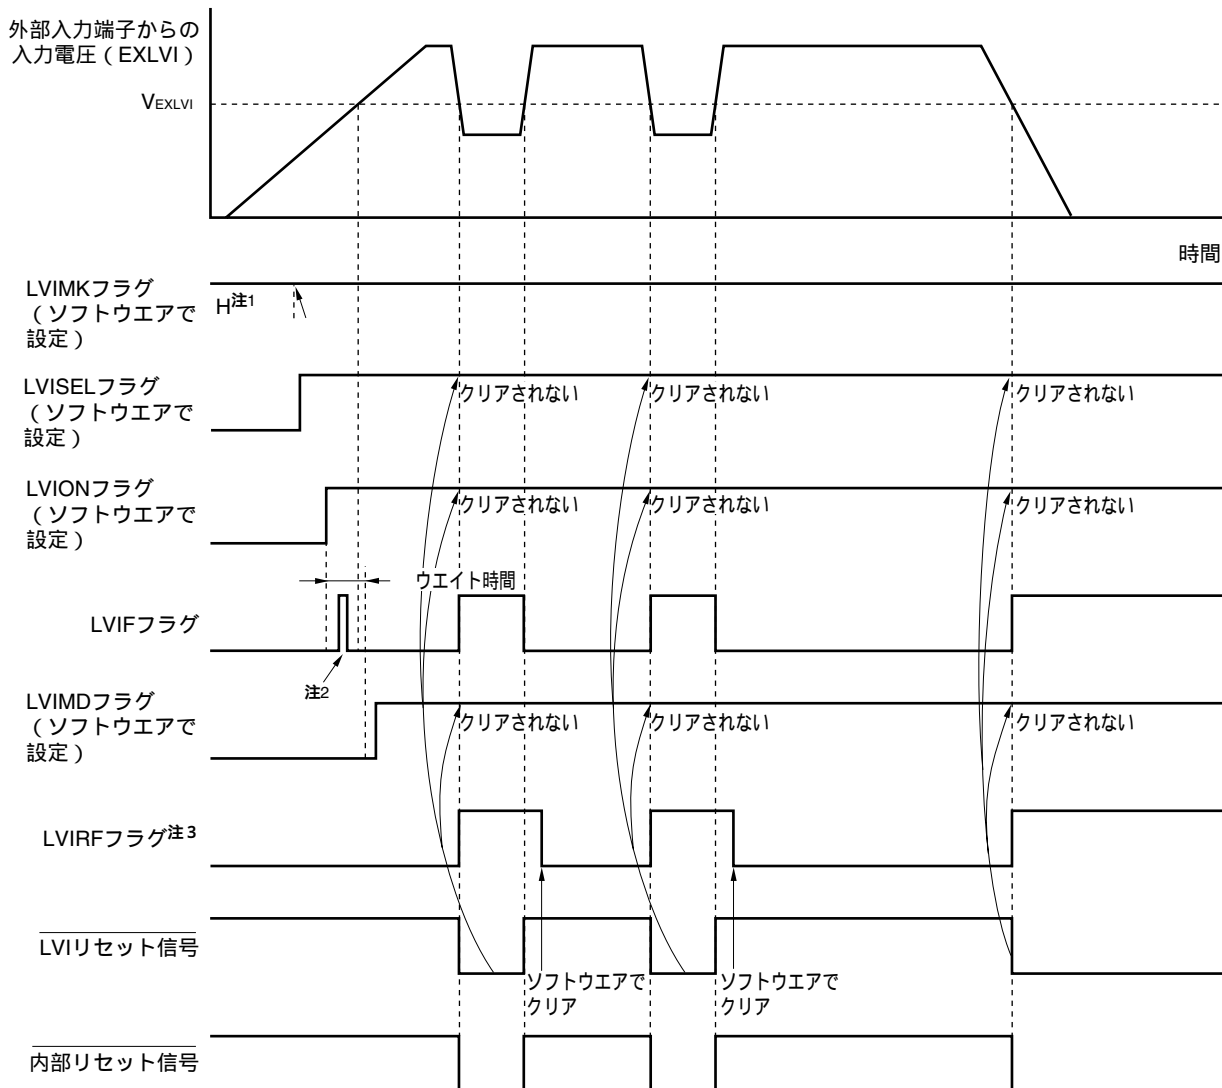 外部入力端子からの
入力電圧（EXLVI）
VEXLVI
時間
LVIMKフラグ
（ソフトウエアで
設定）
H注1
LVISELフラグ
（ソフトウエアで
設定）
クリアされない
クリアされない
クリアされない
LVIONフラグ
（ソフトウエアで
設定）
クリアされない
クリアされない
クリアされない
ウエイト時間
LVIFフラグ
注2
LVIMDフラグ
（ソフトウエアで
設定）
クリアされない
クリアされない
クリアされない
LVIRFフラグ注3
LVIリセット信号
ソフトウエアで
クリア
ソフトウエアで
クリア
内部リセット信号